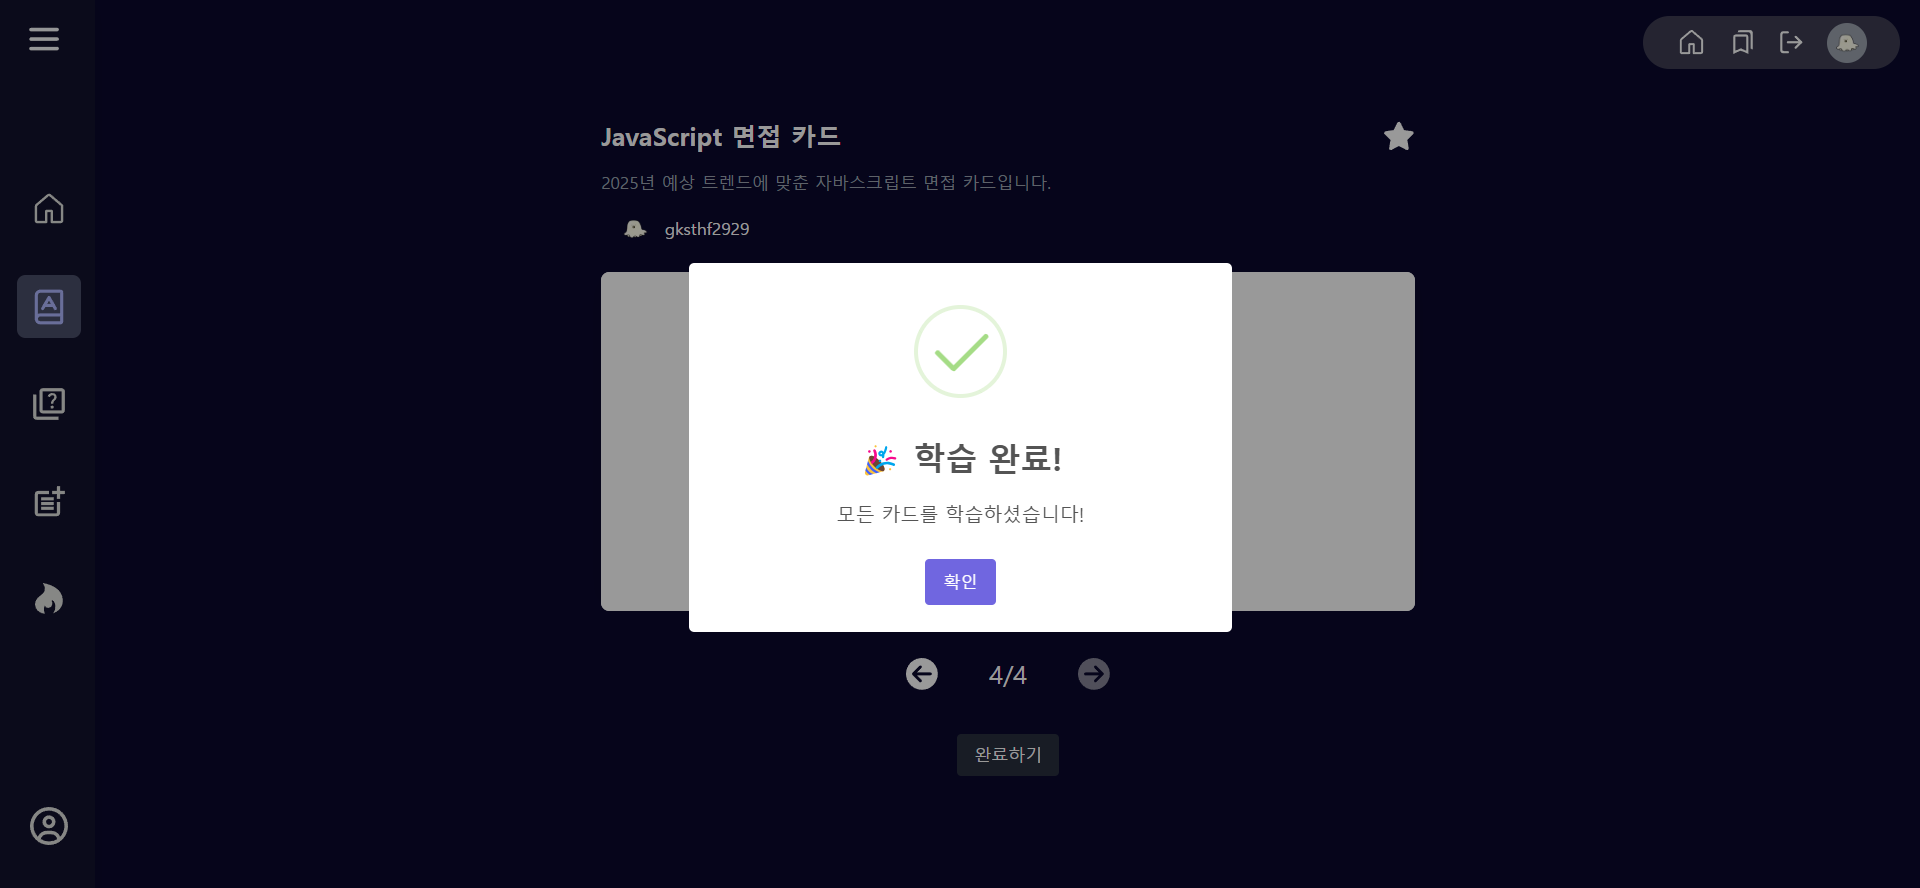 JavaScript 면접 카드
2025년 예상 트렌드에 맞춘 자바스크립트 면접 카드입니다.
gksthf2929
🎉 학습 완료!
모든 카드를 학습하셨습니다!
확인
4/4
완료하기